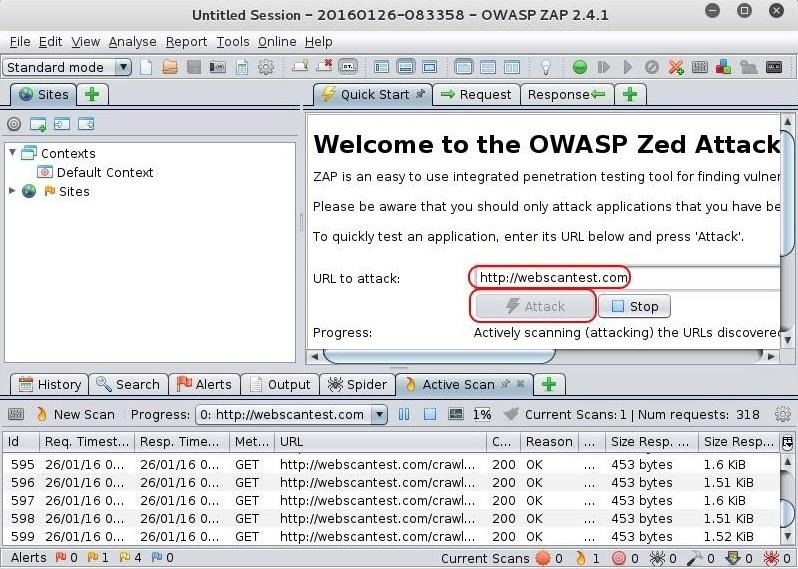 Untitled Session - 20160126-083358 - OWASP ZAP 2.4.1
File Edit View Analyse Report Tools Online Help
Standard mode
Sites
Quick Start Request Response
Contexts
Default Context
Sites
Welcome to the OWASP Zed Attack
ZAP is an easy to use integrated penetration testing tool for finding vulner
Please be aware that you should only attack applications that you have be
To quickly test an application, enter its URL below and press 'Attack'.
URL to attack: http://webscantest.com
Attack Stop
Progress: Actively scanning (attacking) the URLs discovered
History Search Alerts Output Spider Active Scan
New Scan Progress: 0: http://webscantest.com 1% Current Scans: 1 | Num requests: 318
Id Req. Timest... Resp. Time... Met... URL C... Reason ... Size Resp. ... Size Resp...
595 26/01/16 0... 26/01/16 0... GET http://webscantest.com/crawl... 200 OK ... 453 bytes 1.6 KiB
596 26/01/16 0... 26/01/16 0... GET http://webscantest.com/crawl... 200 OK ... 453 bytes 1.51 KiB
597 26/01/16 0... 26/01/16 0... GET http://webscantest.com/crawl... 200 OK ... 453 bytes 1.6 KiB
598 26/01/16 0... 26/01/16 0... GET http://webscantest.com/crawl... 200 OK ... 453 bytes 1.51 KiB
599 26/01/16 0... 26/01/16 0... GET http://webscantest.com/crawl... 200 OK ... 453 bytes 1.52 KiB
Alerts 0 1 4 0 Current Scans 0 1 0 0 0 0 0